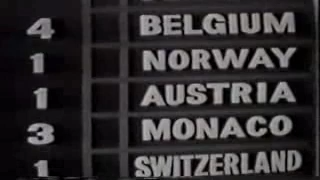 4 BELGIUM
1 NORWAY
1 AUSTRIA
3 MONACO
1 SWITZERLAND